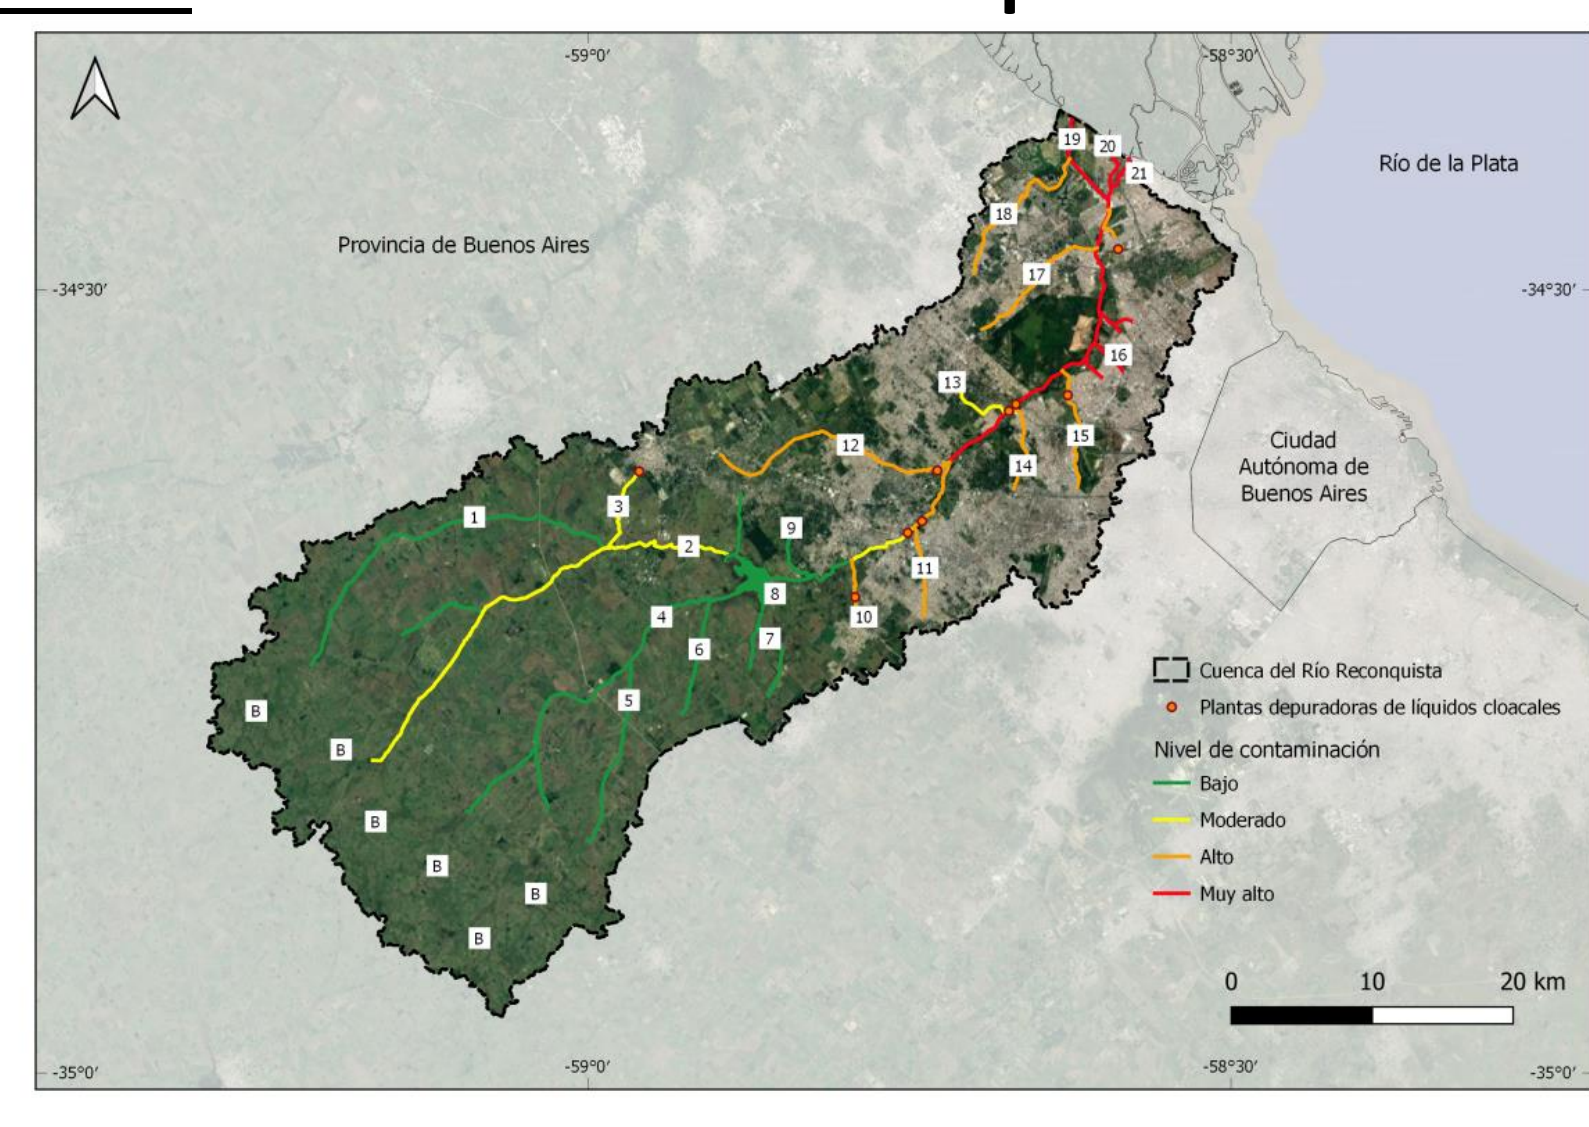 -59°0'
-58°30'
19
20
21
Río de la Plata
18
Provincia de Buenos Aires
17
-34°30'
-34°30'
16
13
15
12
14
Ciudad
Autónoma de
Buenos Aires
3
1
9
2
11
8
4
10
7
6
5
B
B
B
B
B
B
Cuenca del Río Reconquista
Plantas depuradoras de líquidos cloacales
Nivel de contaminación
Bajo
Moderado
Alto
Muy alto
0 10 20 km
-35°0'
-59°0'
-58°30'
-35°0'